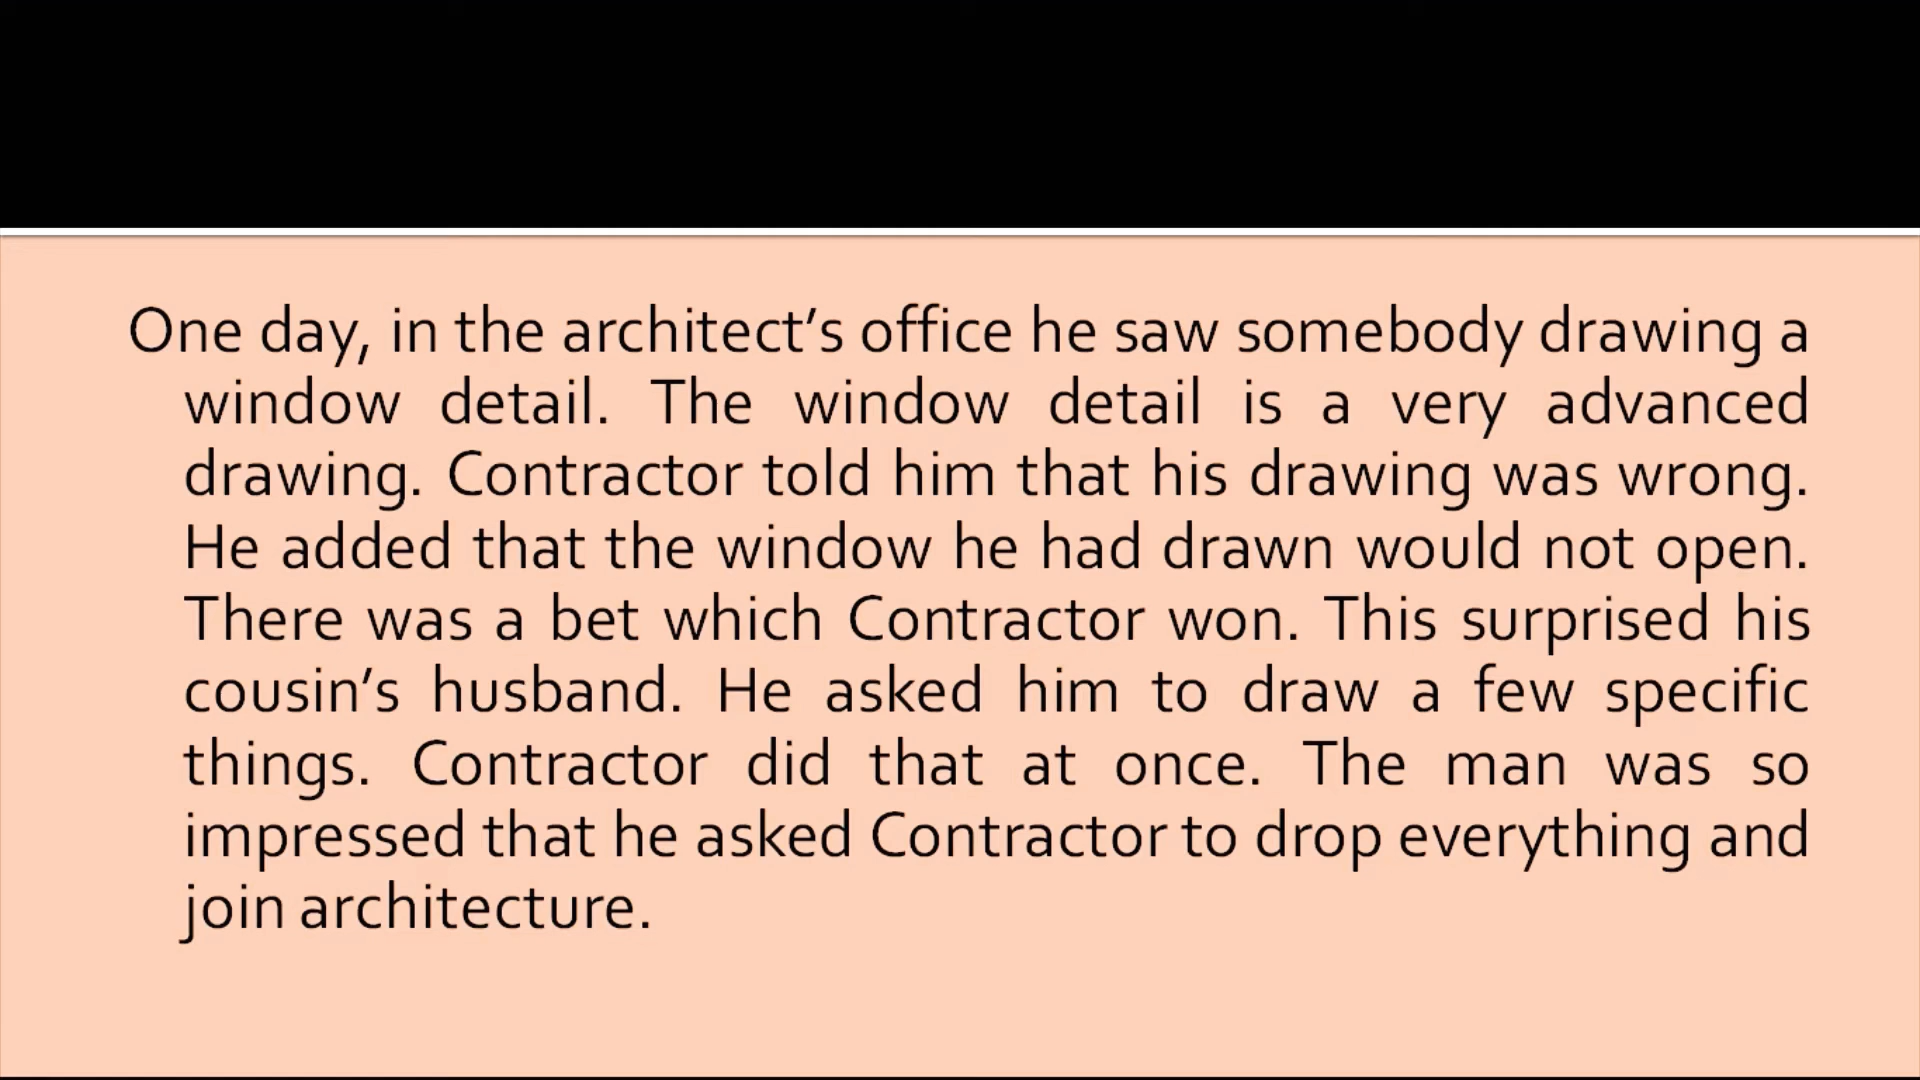 One day, in the architect’s office he saw somebody drawing a
window detail. The window detail is a very advanced
drawing. Contractor told him that his drawing was wrong.
He added that the window he had drawn would not open.
There was a bet which Contractor won. This surprised his
cousin’s husband. He asked him to draw a few specific
things. Contractor did that at once. The man was so
impressed that he asked Contractor to drop everything and
join architecture.